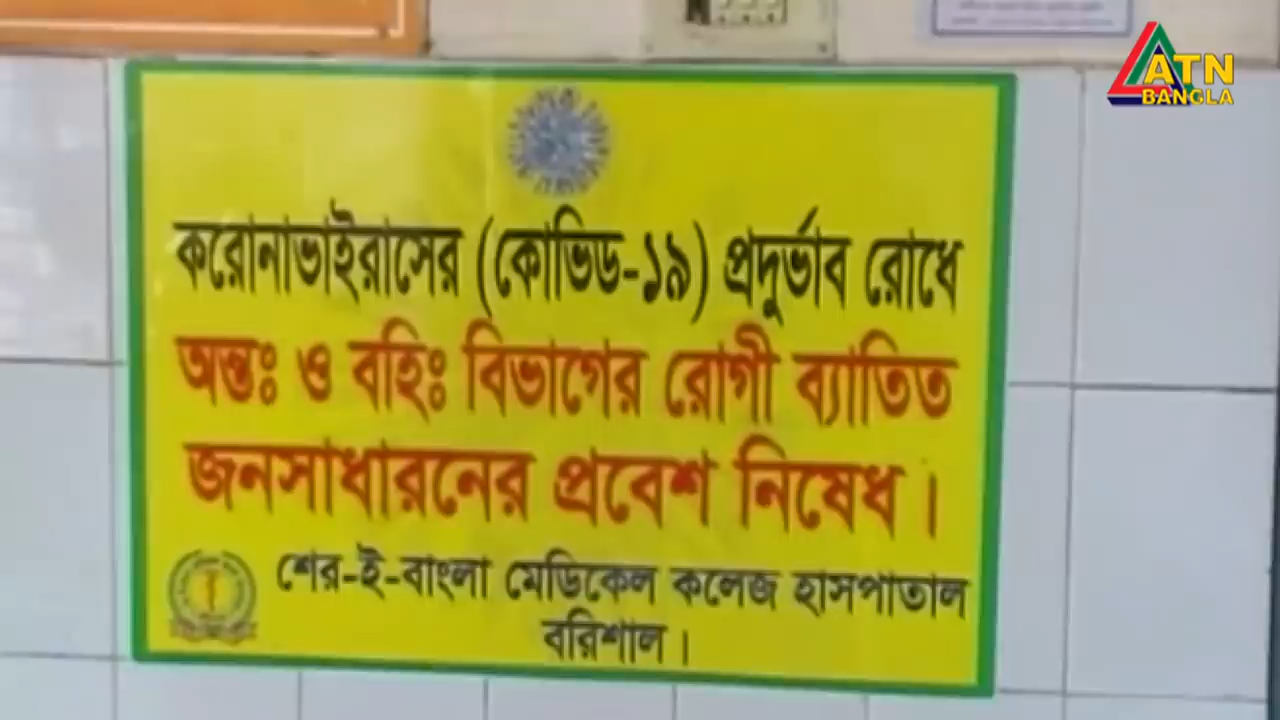 ATN
BANGLA
করোনাভাইরাসের (কোভিড-১৯) প্রদুর্ভাব রোধে
অন্তঃ ও বহিঃ বিভাগের রোগী ব্যাতিত
জনসাধারনের প্রবেশ নিষেধ।
শের-ই-বাংলা মেডিকেল কলেজ হাসপাতাল
বরিশাল।